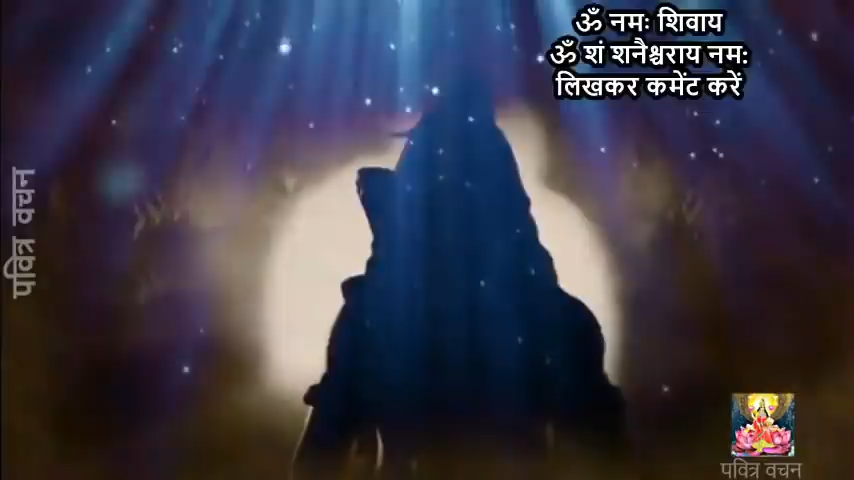 ॐ नमः शिवाय
ॐ शं शनैश्चराय नम:
लिखकर कमेंट करें
पवित्र वचन
पवित्र वचन